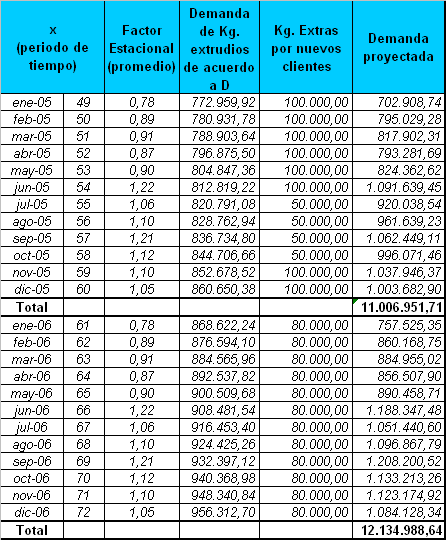 x (periodo de tiempo) Factor Estacional (promedio) Demanda de Kg. extrudios de acuerdo a D Kg. Extras por nuevos clientes Demanda proyectada
ene-05 49 0,78 772.959,92 100.000,00 702.908,74
feb-05 50 0,89 780.931,78 100.000,00 795.029,28
mar-05 51 0,91 788.903,64 100.000,00 817.902,31
abr-05 52 0,87 796.875,50 100.000,00 793.281,69
may-05 53 0,90 804.847,36 100.000,00 824.362,62
jun-05 54 1,22 812.819,22 100.000,00 1.091.639,45
jul-05 55 1,06 820.791,08 50.000,00 920.038,54
ago-05 56 1,10 828.762,94 50.000,00 961.639,23
sep-05 57 1,21 836.734,80 50.000,00 1.062.449,11
oct-05 58 1,12 844.706,66 50.000,00 996.071,46
nov-05 59 1,10 852.678,52 100.000,00 1.037.946,37
dic-05 60 1,05 860.650,38 100.000,00 1.003.682,90
Total 11.006.951,71
ene-06 61 0,78 868.622,24 80.000,00 757.525,35
feb-06 62 0,89 876.594,10 80.000,00 860.168,75
mar-06 63 0,91 884.565,96 80.000,00 884.955,02
abr-06 64 0,87 892.537,82 80.000,00 856.507,90
may-06 65 0,90 900.509,68 80.000,00 890.458,71
jun-06 66 1,22 908.481,54 80.000,00 1.188.347,48
jul-06 67 1,06 916.453,40 80.000,00 1.051.440,60
ago-06 68 1,10 924.425,26 80.000,00 1.096.867,79
sep-06 69 1,21 932.397,12 80.000,00 1.208.200,52
oct-06 70 1,12 940.368,98 80.000,00 1.133.213,26
nov-06 71 1,10 948.340,84 80.000,00 1.123.174,92
dic-06 72 1,05 956.312,70 80.000,00 1.084.128,34
Total 12.134.988,64